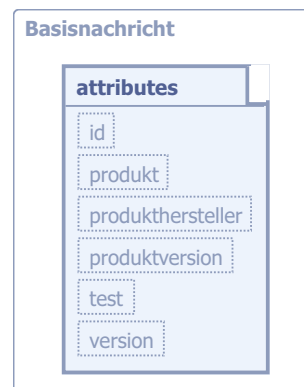 Basisnachricht
attributes
id
produkt
produkthersteller
produktversion
test
version